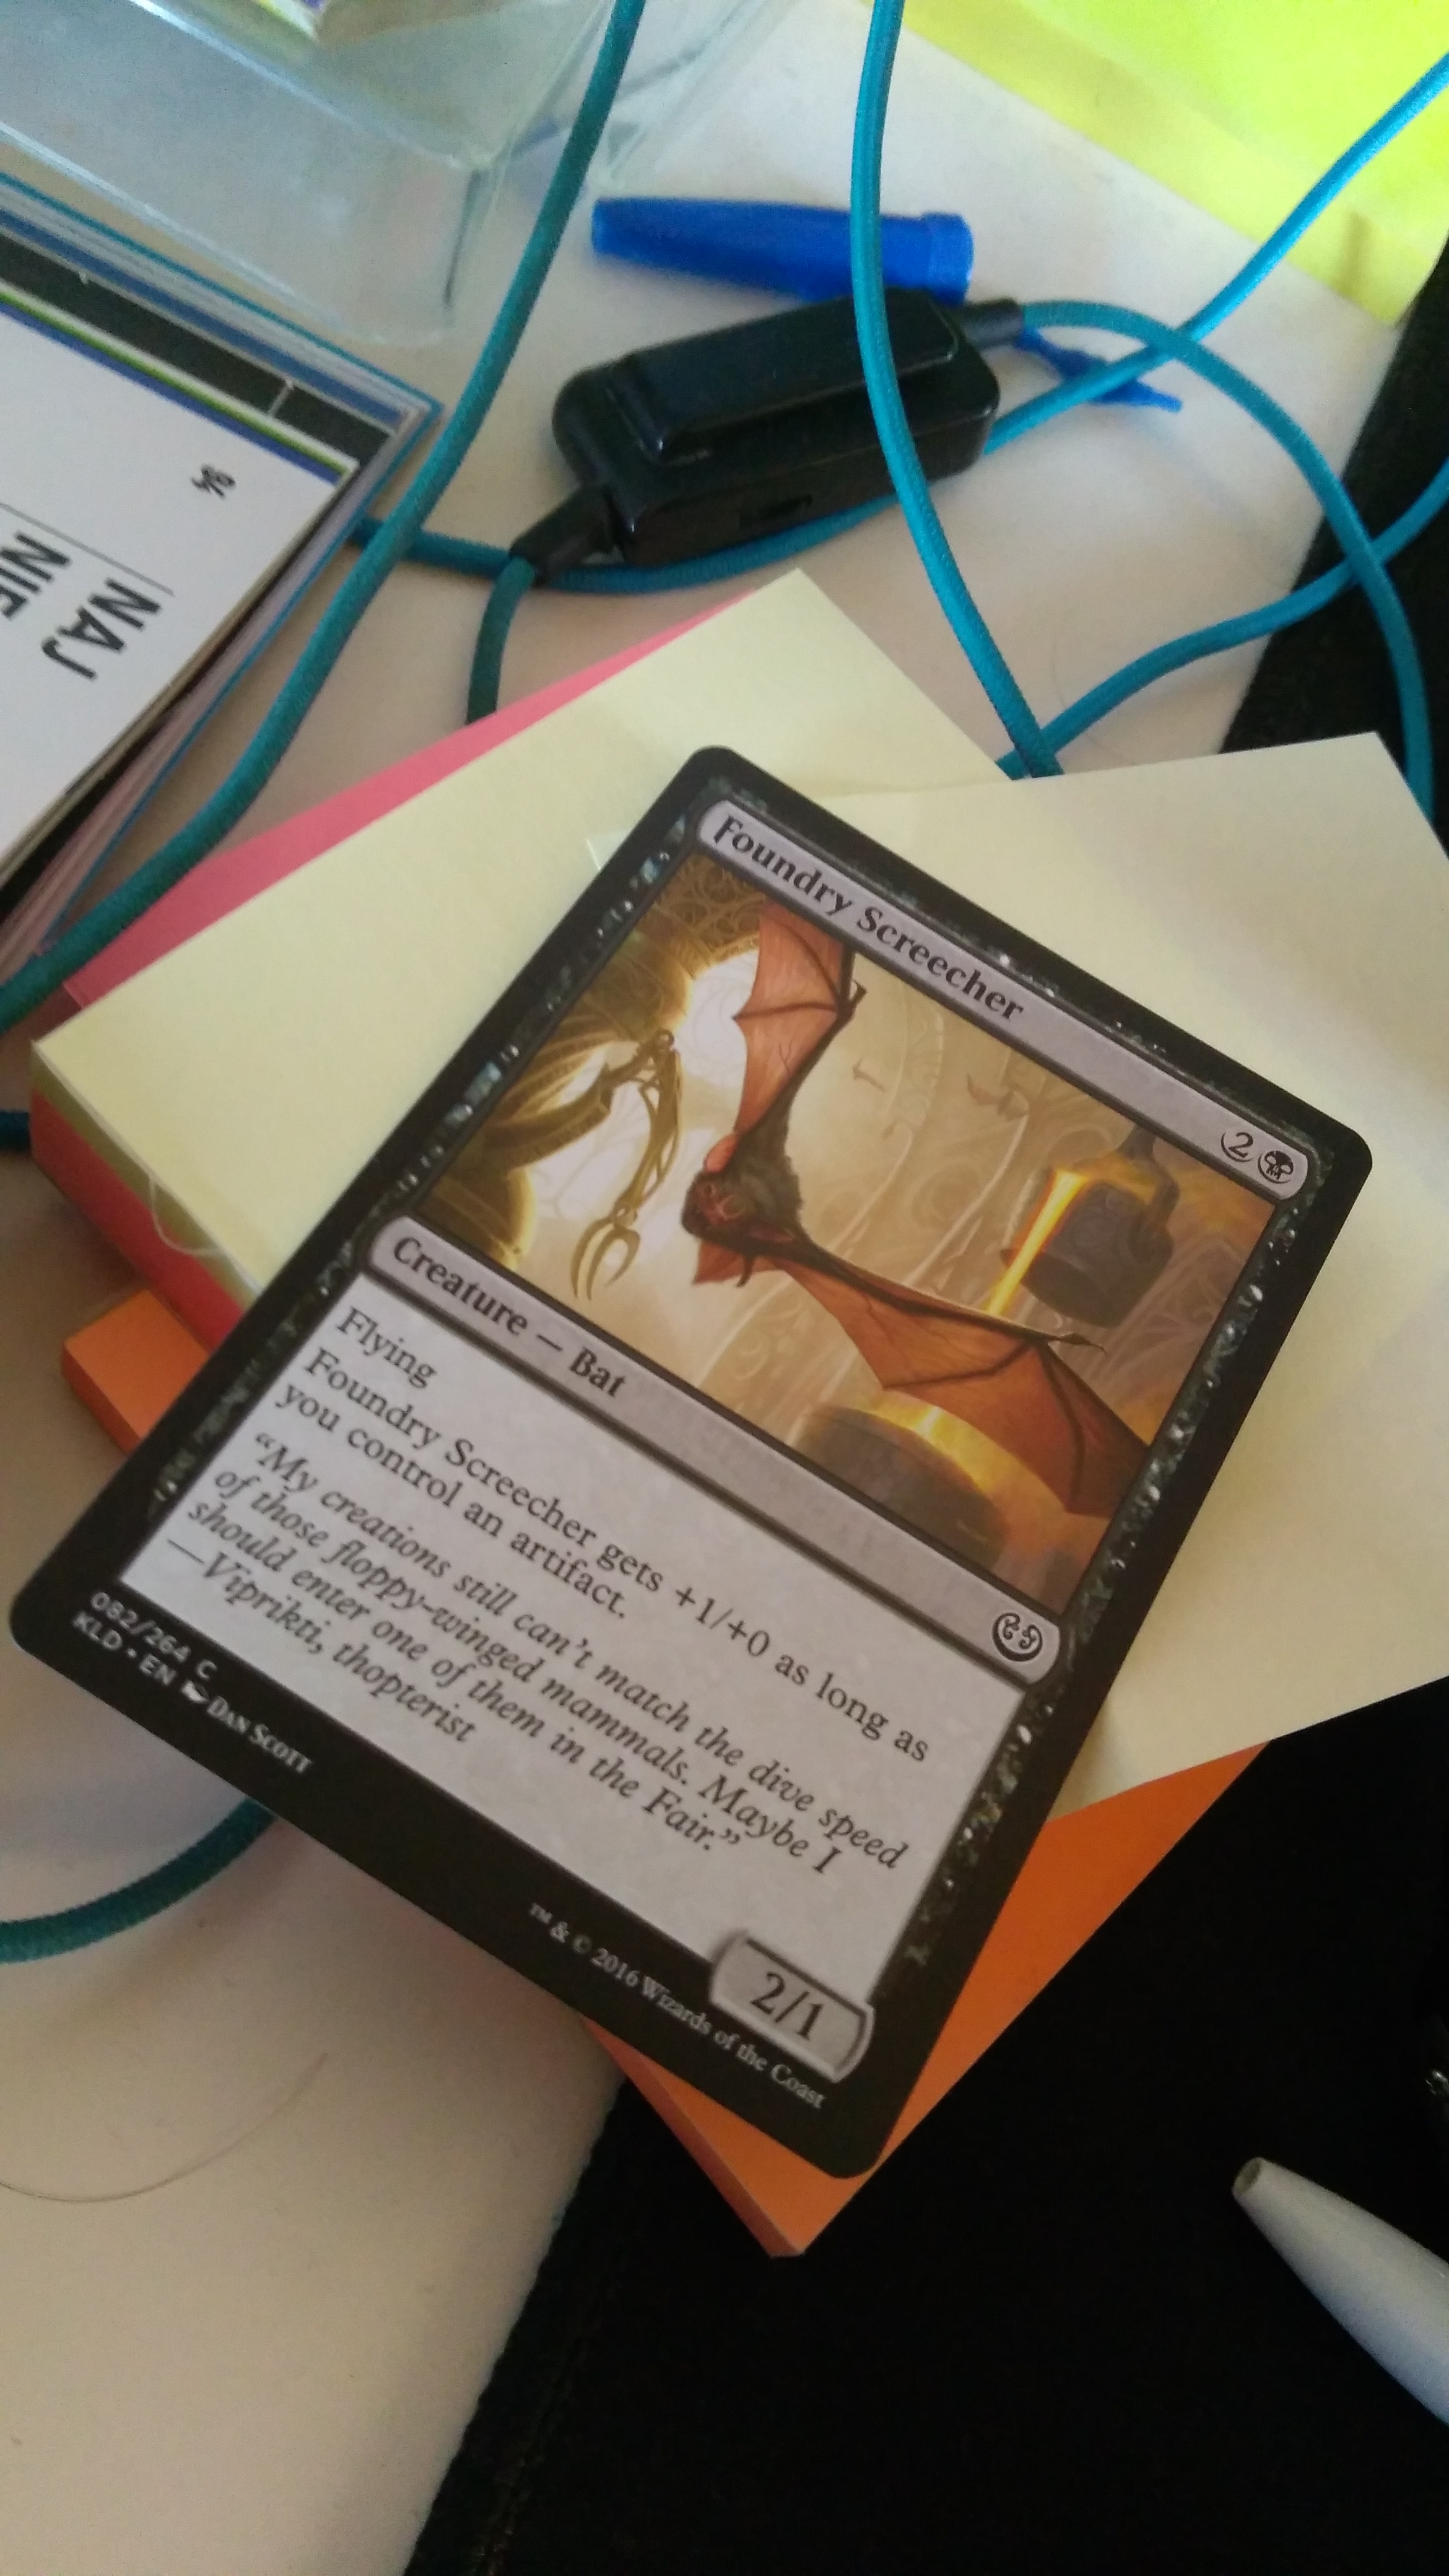 94
NAJ
NIE
Foundry Screecher
2
Creature — Bat
Flying
Foundry Screecher gets +1/+0 as long as
you control an artifact.
“My creations still can’t match the dive speed
of those floppy-winged mammals. Maybe I
should enter one of them in the Fair.”
—Viprikti, thopterist
2/1
082/264 C
KLD • EN DAN SCOTT
™ & © 2016 Wizards of the Coast